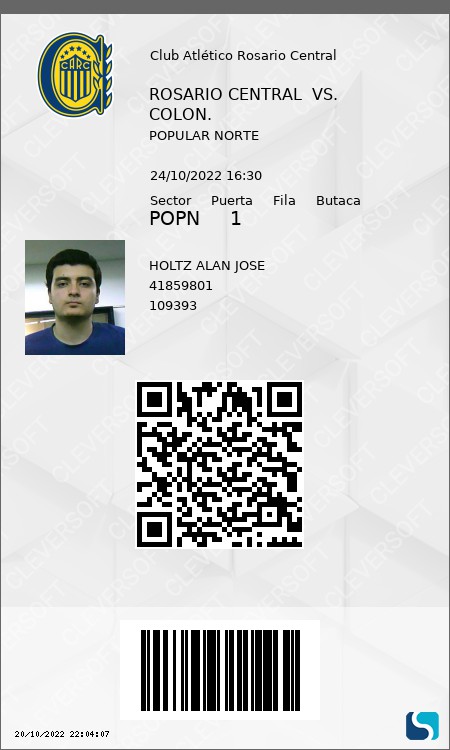 Club Atlético Rosario Central
CARC
ROSARIO CENTRAL VS.
COLON.
POPULAR NORTE
24/10/2022 16:30
Sector Puerta Fila Butaca
POPN 1
HOLTZ ALAN JOSE
41859801
109393
CLEVERSOFT
20/10/2022 22:04:07